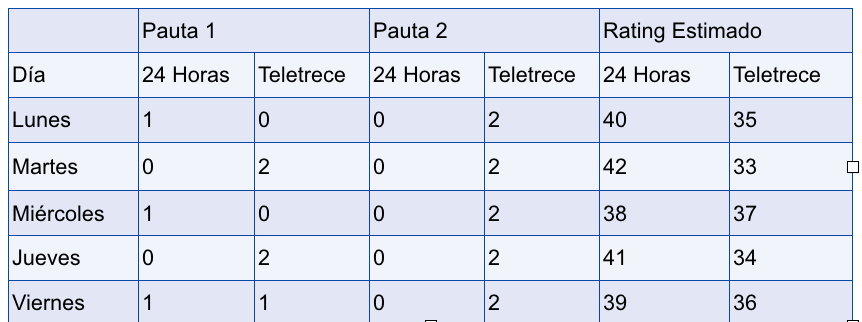 Pauta 1 Pauta 2 Rating Estimado
Día 24 Horas Teletrece 24 Horas Teletrece 24 Horas Teletrece
Lunes 1 0 0 2 40 35
Martes 0 2 0 2 42 33
Miércoles 1 0 0 2 38 37
Jueves 0 2 0 2 41 34
Viernes 1 1 0 2 39 36